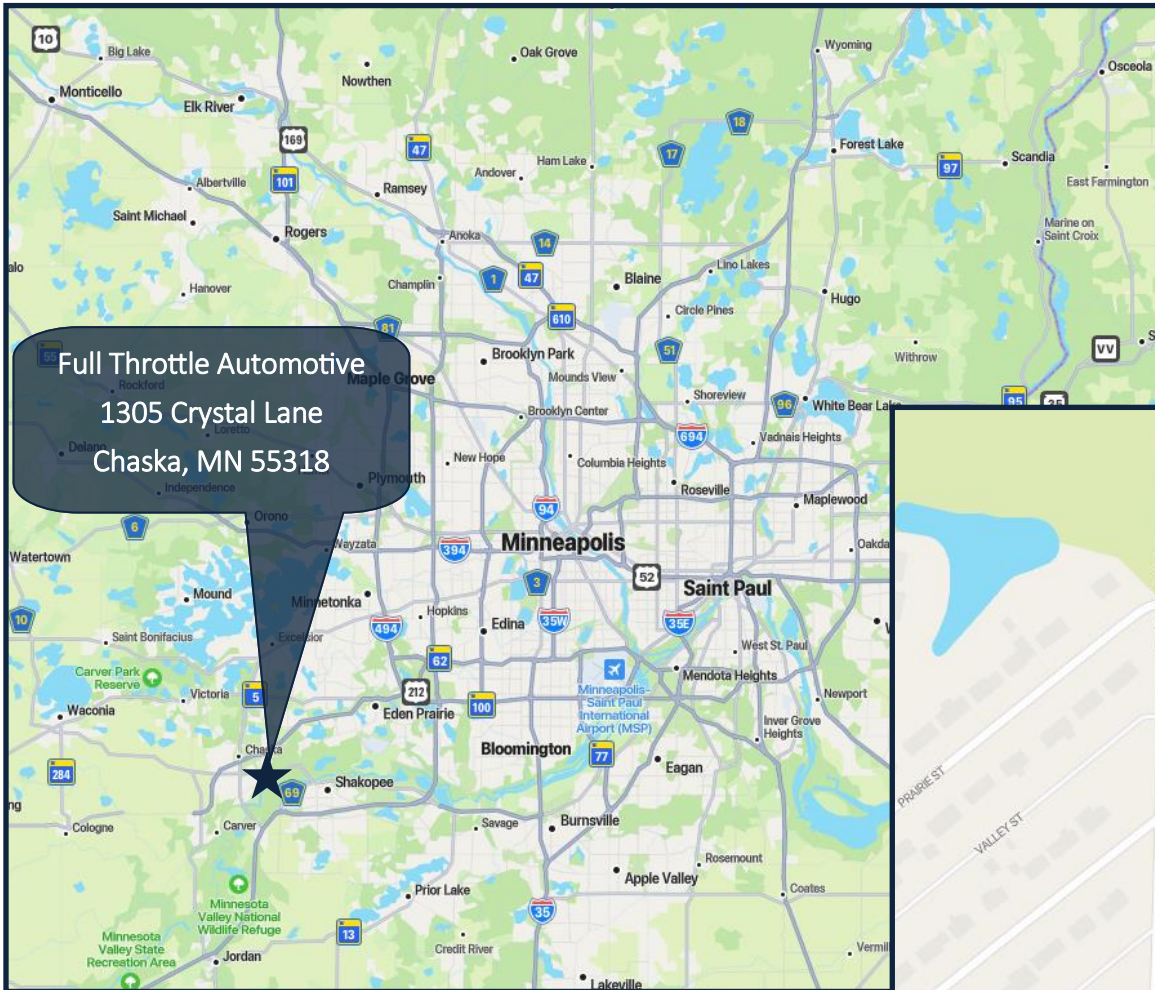 10
Big Lake
Oak Grove
Wyoming
Osceola
Nowthen
Monticello
Elk River
169
47
18
17
Forest Lake
97
Scandia
Ham Lake
Andover
101
Albertville
Ramsey
East Farmington
Saint Michael
Rogers
Anoka
14
Marine on
Saint Croix
alo
Hanover
Champlin
1
47
Blaine
Lino Lakes
Circle Pines
Hugo
610
81
51
Withrow
VV
S
55
Full Throttle Automotive
1305 Crystal Lane
Chaska, MN 55318
Rockford
Maple Grove
Brooklyn Park
Mounds View
Shoreview
96
White Bear Lake
95
35
Brooklyn Center
694
Vadnais Heights
Loretto
Delano
New Hope
Columbia Heights
Plymouth
Roseville
Maplewood
Independence
94
Orono
6
Minneapolis
Wayzata
394
Oakda
Watertown
3
52
Saint Paul
Mound
Minnetonka
Hopkins
10
494
Edina
35W
35E
Saint Bonifacius
Excelsior
West St. Paul
62
Mendota Heights
Carver Park
Reserve
Victoria
5
212
100
Minneapolis-
Saint Paul
International
Airport (MSP)
Newport
Waconia
Eden Prairie
Inver Grove
Heights
Bloomington
77
Chaska
Eagan
284
69
Shakopee
PRAIRIE ST
ng
Cologne
Carver
Savage
Burnsville
VALLEY ST
Rosemount
Apple Valley
Coates
Minnesota
Valley National
Wildlife Refuge
Prior Lake
35
13
Minnesota
Valley State
Recreation Area
Credit River
Jordan
Vermil
Lakeville